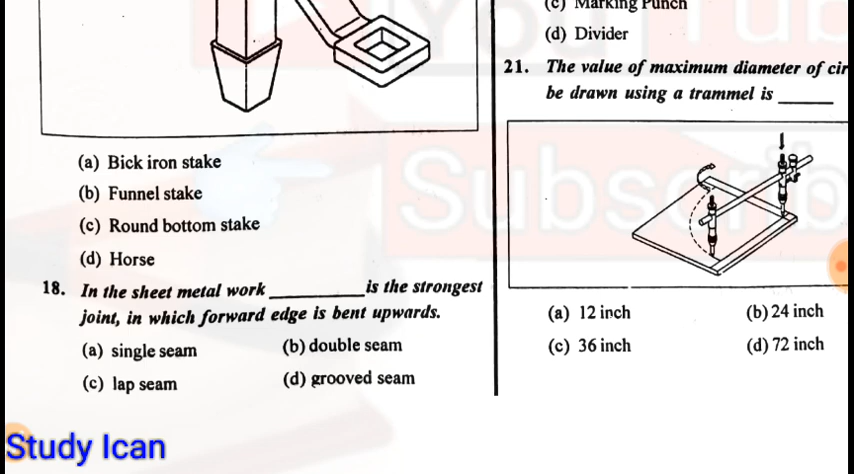 (a) Bick iron stake
(b) Funnel stake
(c) Round bottom stake
(d) Horse
18. In the sheet metal work ________ is the strongest
joint, in which forward edge is bent upwards.
(a) single seam (b) double seam
(c) lap seam (d) grooved seam
(c) Marking Punch
(d) Divider
21. The value of maximum diameter of cir
be drawn using a trammel is ______
(a) 12 inch (b) 24 inch
(c) 36 inch (d) 72 inch
Subscrib
Study Ican